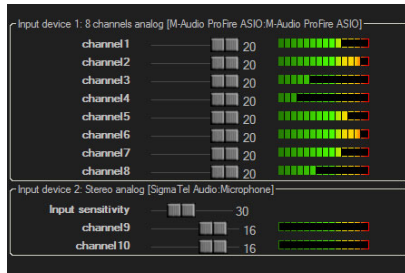 Input device 1: 8 channels analog [M-Audio ProFire ASIO:M-Audio ProFire ASIO]
channel1 20
channel2 20
channel3 20
channel4 20
channel5 20
channel6 20
channel7 20
channel8 20
Input device 2: Stereo analog [SigmaTel Audio:Microphone]
Input sensitivity 30
channel9 16
channel10 16